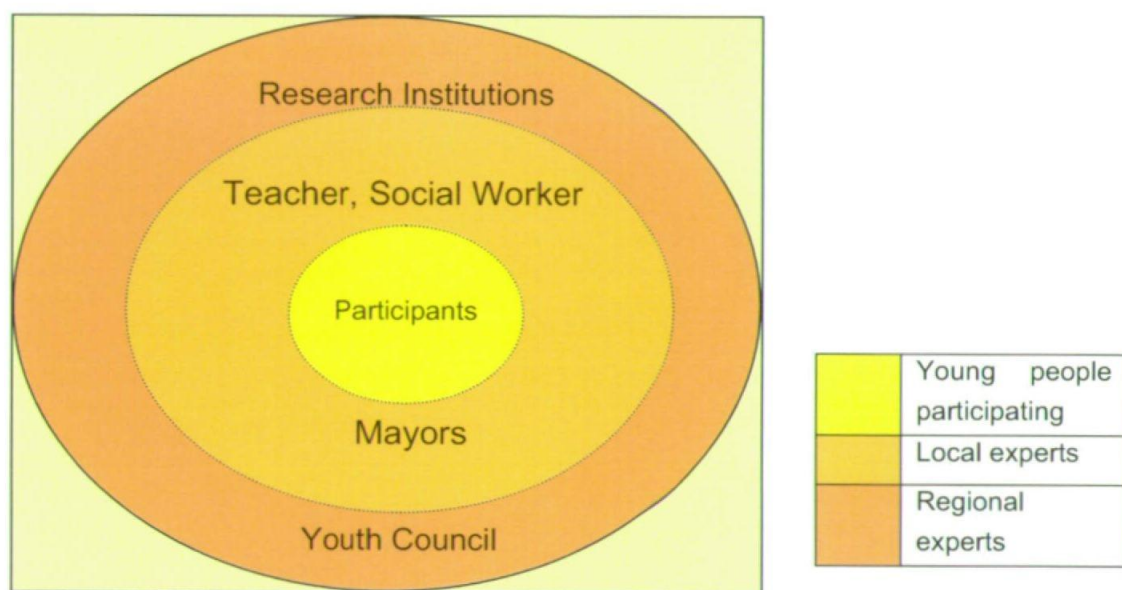 Research Institutions
Teacher, Social Worker
Participants
Mayors
Youth Council
Young people
participating
Local experts
Regional
experts